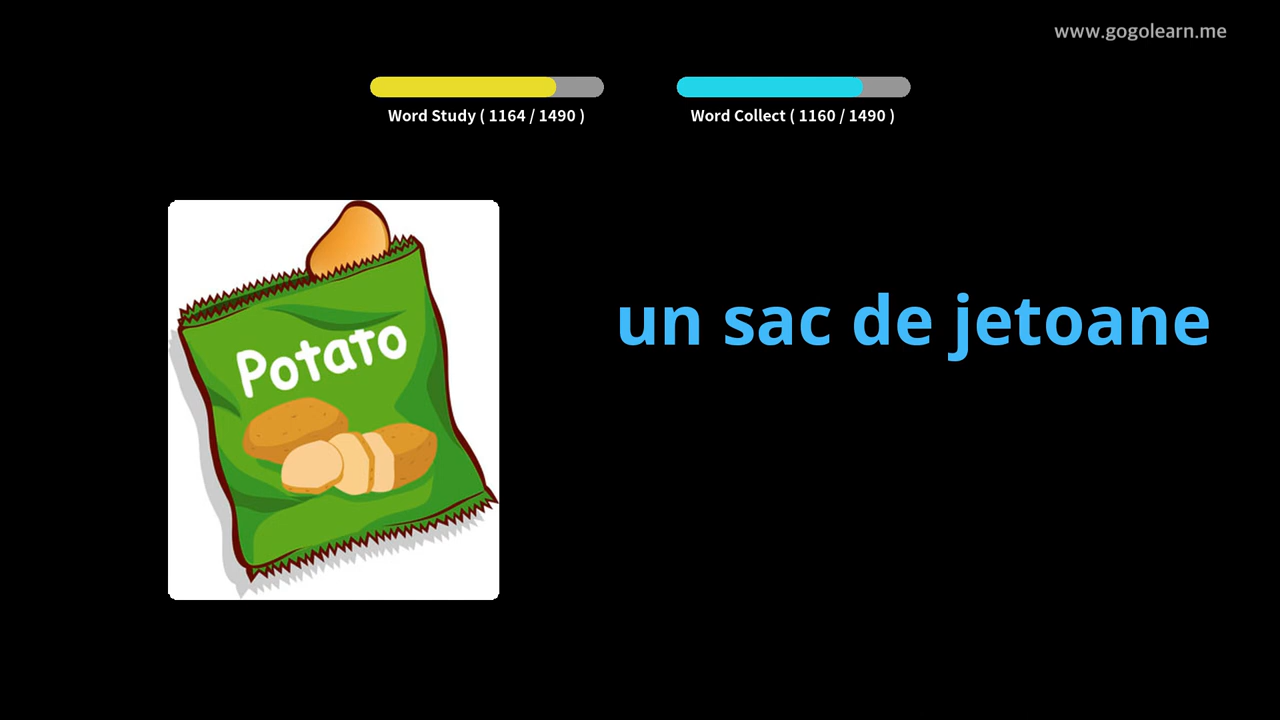 www.gogolearn.me
Word Study ( 1164 / 1490 )
Word Collect ( 1160 / 1490 )
Potato
un sac de jetoane